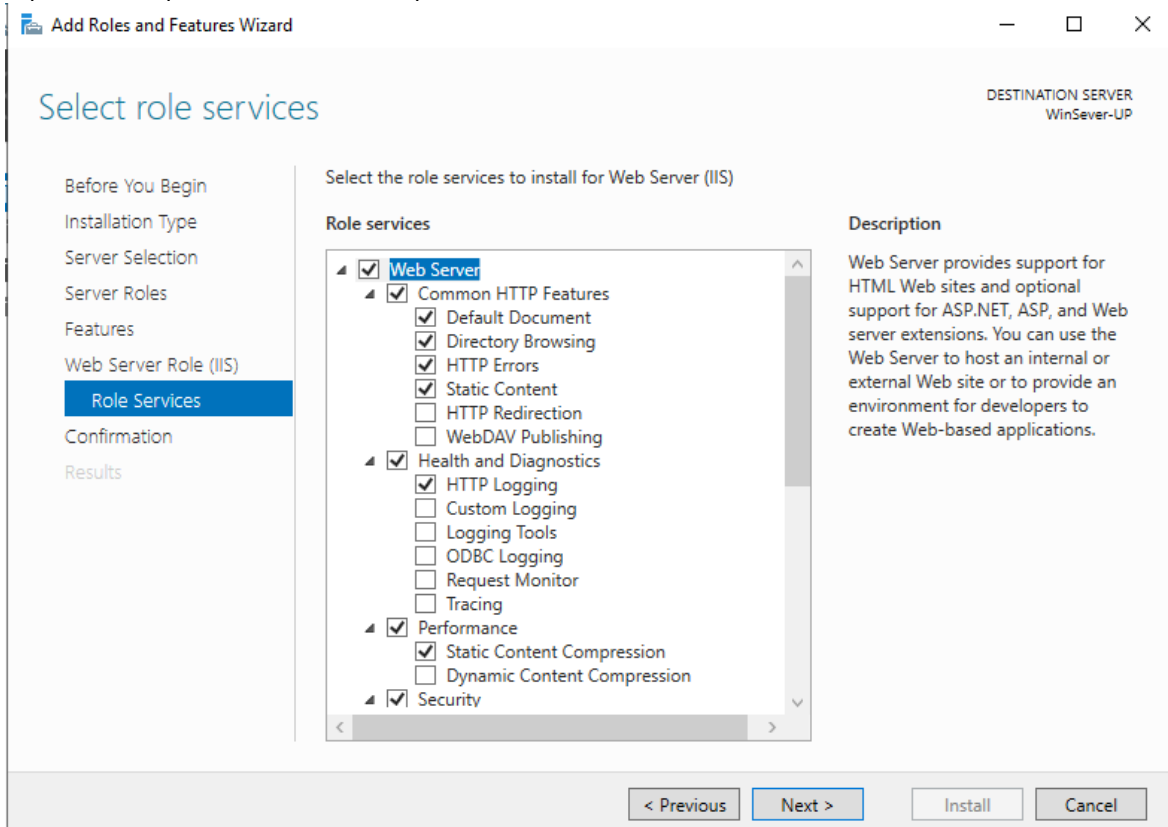 Add Roles and Features Wizard
Select role services
DESTINATION SERVER
WinSever-UP
Before You Begin
Installation Type
Server Selection
Server Roles
Features
Web Server Role (IIS)
Role Services
Confirmation
Results
Select the role services to install for Web Server (IIS)
Role services
Web Server
Common HTTP Features
Default Document
Directory Browsing
HTTP Errors
Static Content
HTTP Redirection
WebDAV Publishing
Health and Diagnostics
HTTP Logging
Custom Logging
Logging Tools
ODBC Logging
Request Monitor
Tracing
Performance
Static Content Compression
Dynamic Content Compression
Security
Description
Web Server provides support for
HTML Web sites and optional
support for ASP.NET, ASP, and Web
server extensions. You can use the
Web Server to host an internal or
external Web site or to provide an
environment for developers to
create Web-based applications.
< Previous
Next >
Install
Cancel